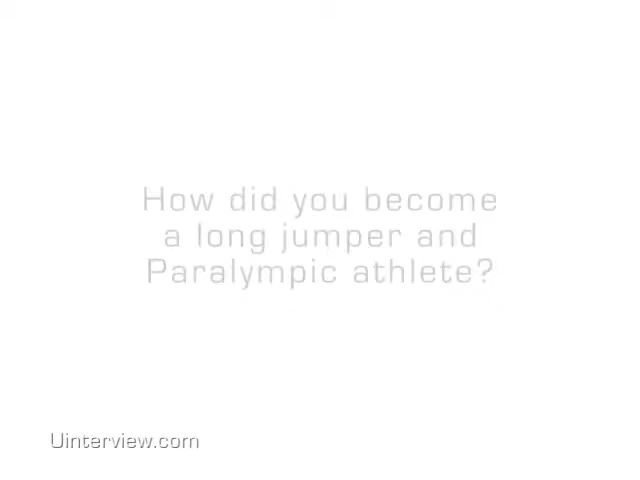 How did you become
a long jumper and
Paralympic athlete?
Uinterview.com